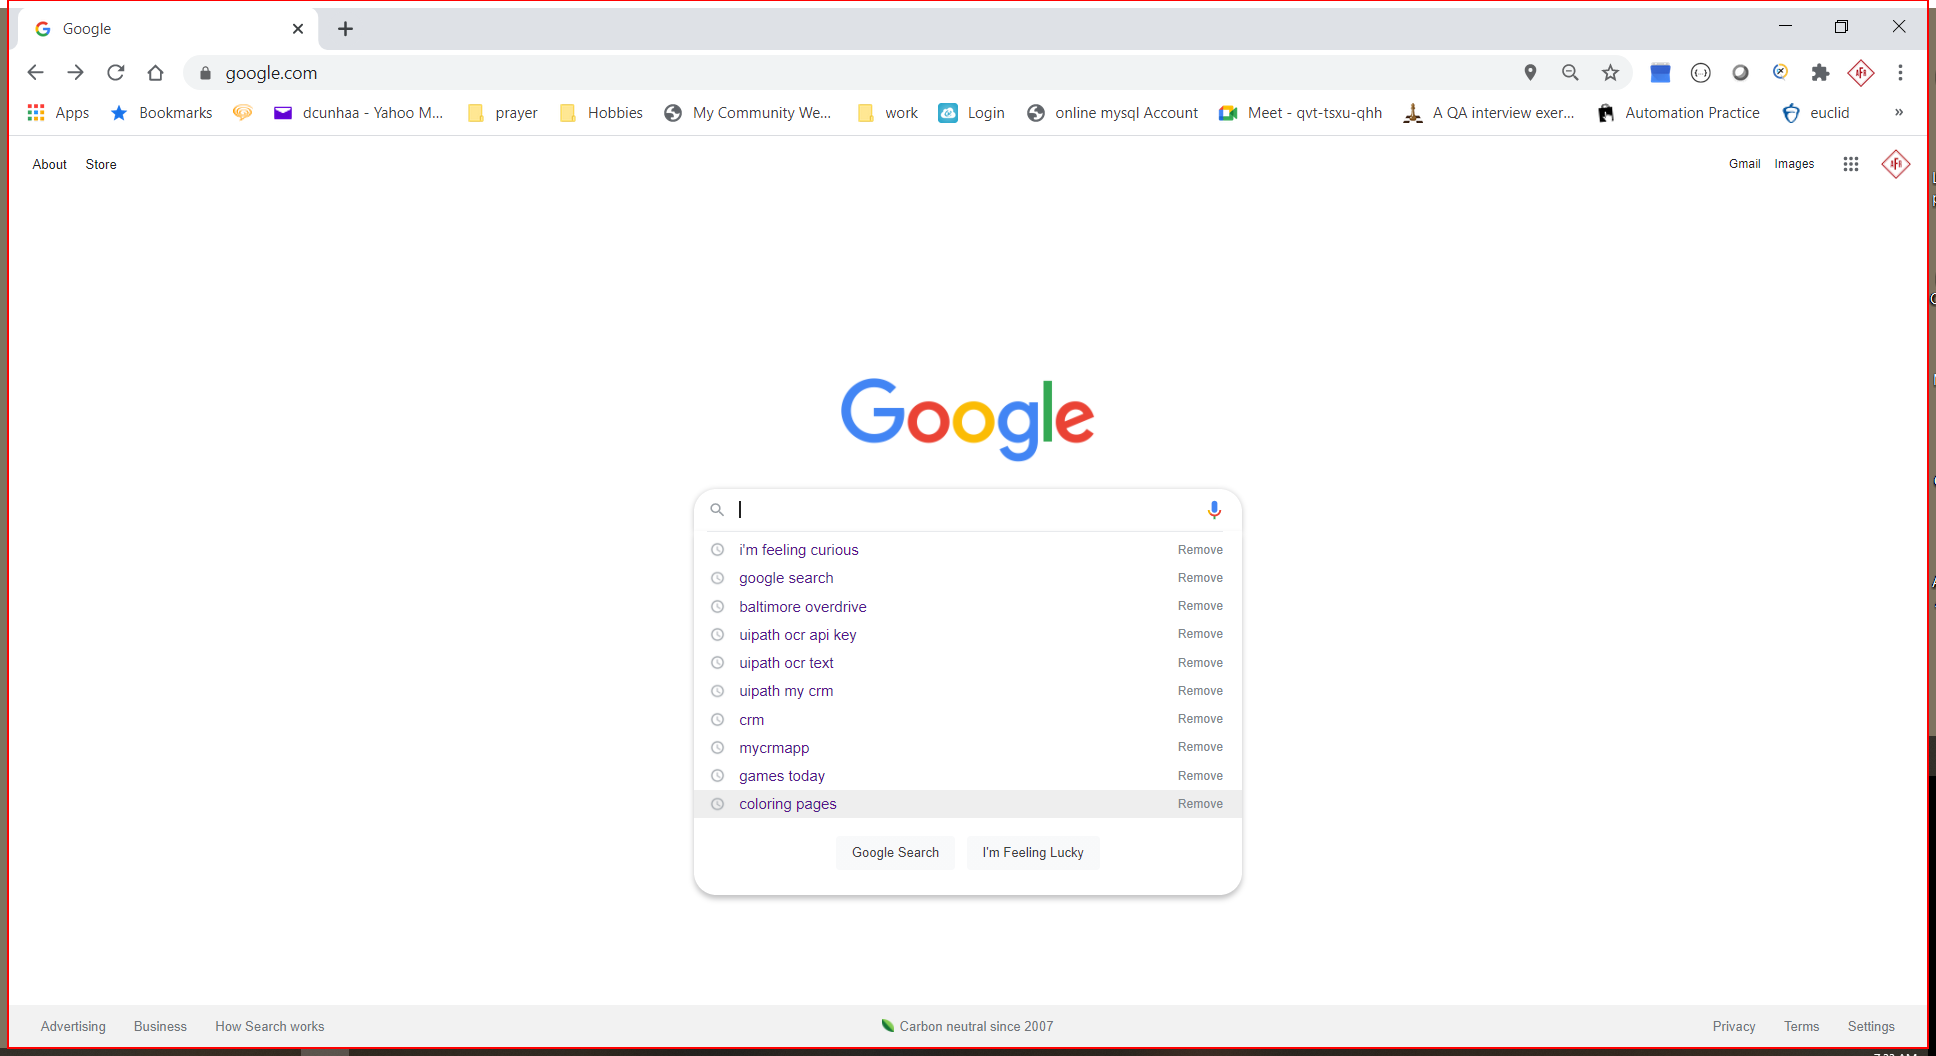 Google
google.com
Apps Bookmarks dcunhaa - Yahoo M... prayer Hobbies My Community We... work Login online mysql Account Meet - qvt-tsxu-qhh A QA interview exer... Automation Practice euclid »
About Store Gmail Images
Google
i'm feeling curious Remove
google search Remove
baltimore overdrive Remove
uipath ocr api key Remove
uipath ocr text Remove
uipath my crm Remove
crm Remove
mycrmapp Remove
games today Remove
coloring pages Remove
Google Search I'm Feeling Lucky
Advertising Business How Search works Carbon neutral since 2007 Privacy Terms Settings